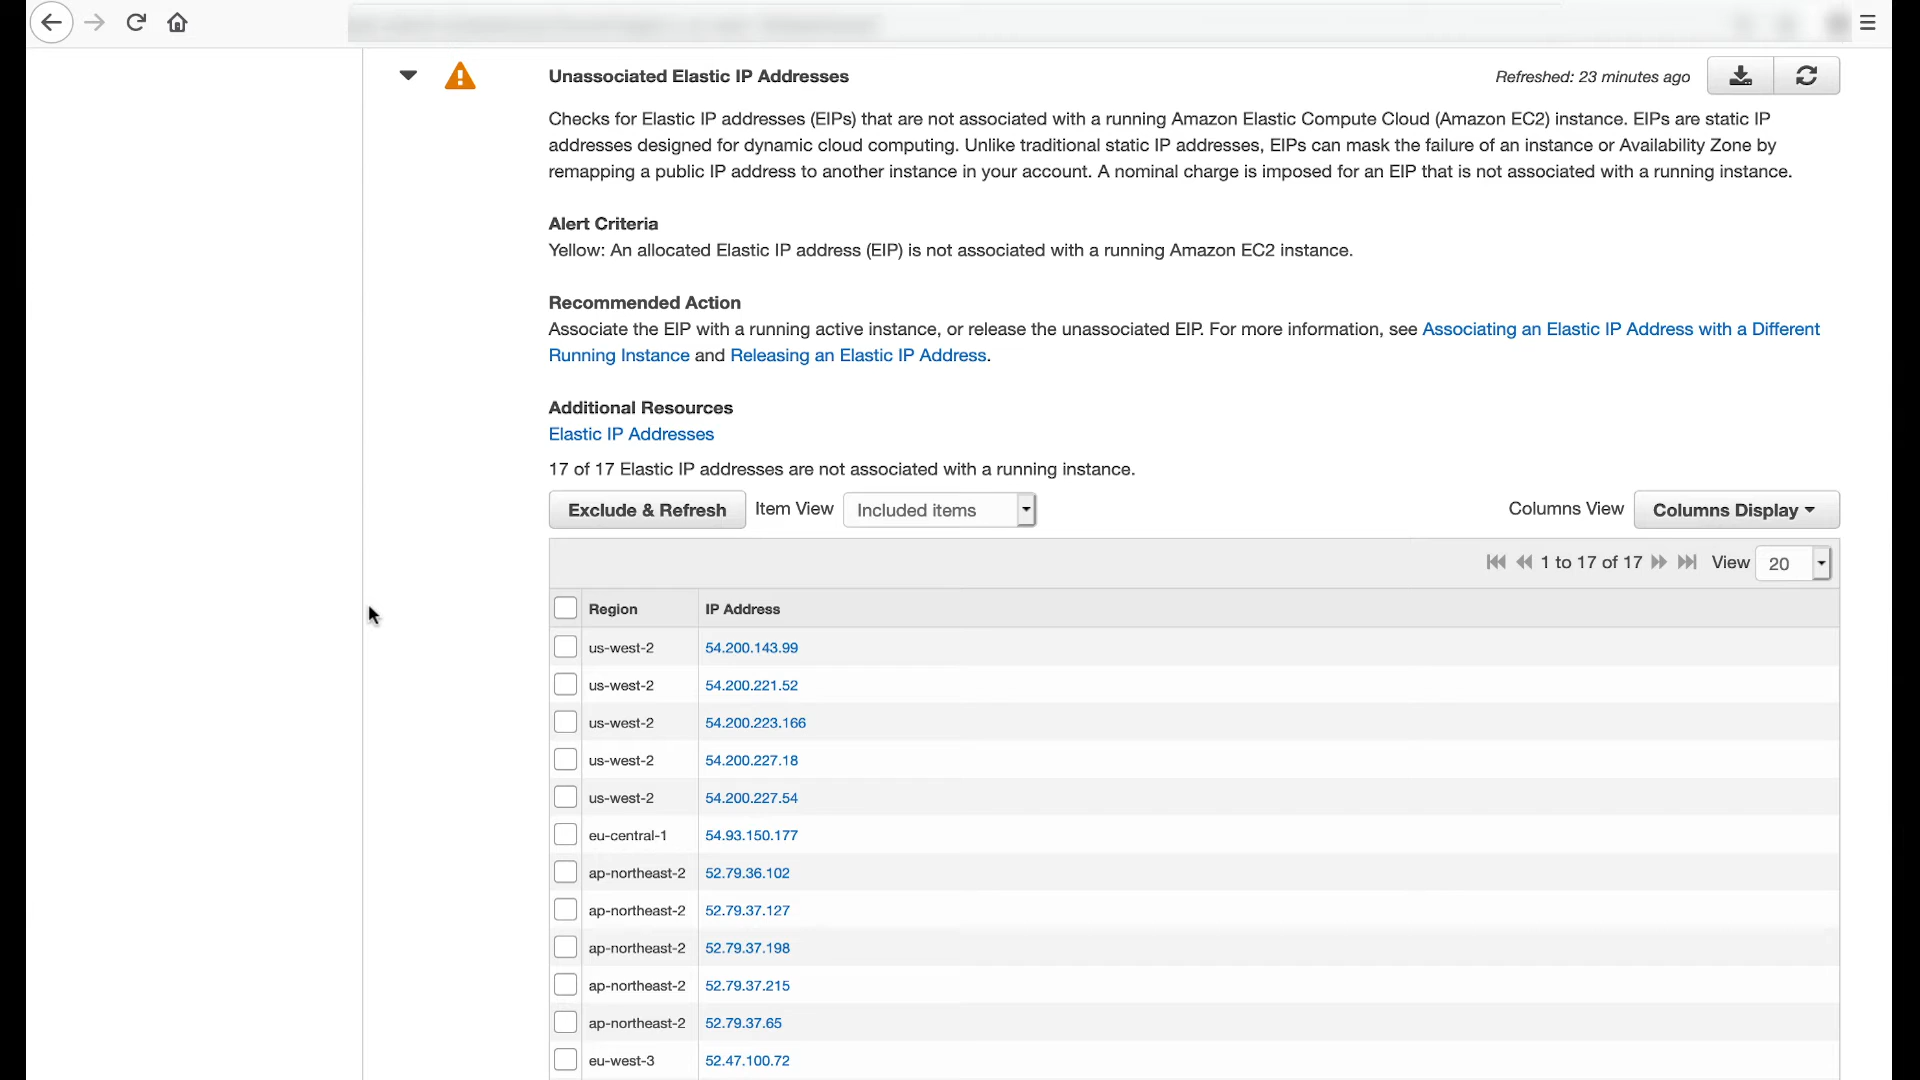 Unassociated Elastic IP Addresses
Refreshed: 23 minutes ago
Checks for Elastic IP addresses (EIPs) that are not associated with a running Amazon Elastic Compute Cloud (Amazon EC2) instance. EIPs are static IP
addresses designed for dynamic cloud computing. Unlike traditional static IP addresses, EIPs can mask the failure of an instance or Availability Zone by
remapping a public IP address to another instance in your account. A nominal charge is imposed for an EIP that is not associated with a running instance.
Alert Criteria
Yellow: An allocated Elastic IP address (EIP) is not associated with a running Amazon EC2 instance.
Recommended Action
Associate the EIP with a running active instance, or release the unassociated EIP. For more information, see Associating an Elastic IP Address with a Different
Running Instance and Releasing an Elastic IP Address.
Additional Resources
Elastic IP Addresses
17 of 17 Elastic IP addresses are not associated with a running instance.
Exclude & Refresh Item View Included items Columns View Columns Display
1 to 17 of 17 View 20
Region IP Address
us-west-2 54.200.143.99
us-west-2 54.200.221.52
us-west-2 54.200.223.166
us-west-2 54.200.227.18
us-west-2 54.200.227.54
eu-central-1 54.93.150.177
ap-northeast-2 52.79.36.102
ap-northeast-2 52.79.37.127
ap-northeast-2 52.79.37.198
ap-northeast-2 52.79.37.215
ap-northeast-2 52.79.37.65
eu-west-3 52.47.100.72